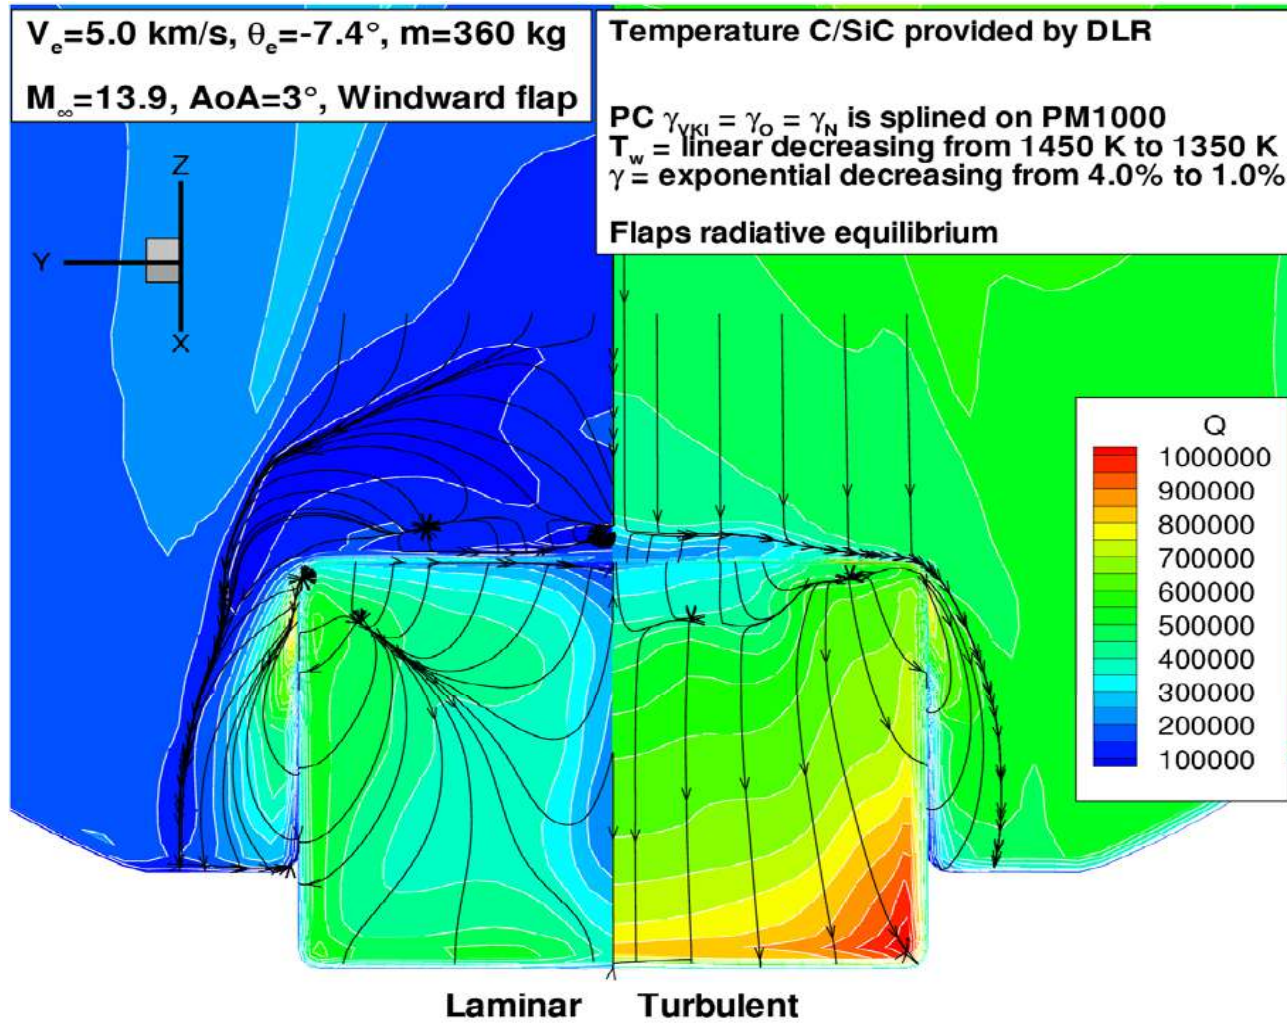 Vₑ=5.0 km/s, θₑ=-7.4°, m=360 kg
M∞=13.9, AoA=3°, Windward flap
Temperature C/SiC provided by DLR
PC γVKI = γO = γN is splined on PM1000
Tw = linear decreasing from 1450 K to 1350 K
γ = exponential decreasing from 4.0% to 1.0%
Flaps radiative equilibrium
Z
Y
X
Q
1000000
900000
800000
700000
600000
500000
400000
300000
200000
100000
Laminar
Turbulent